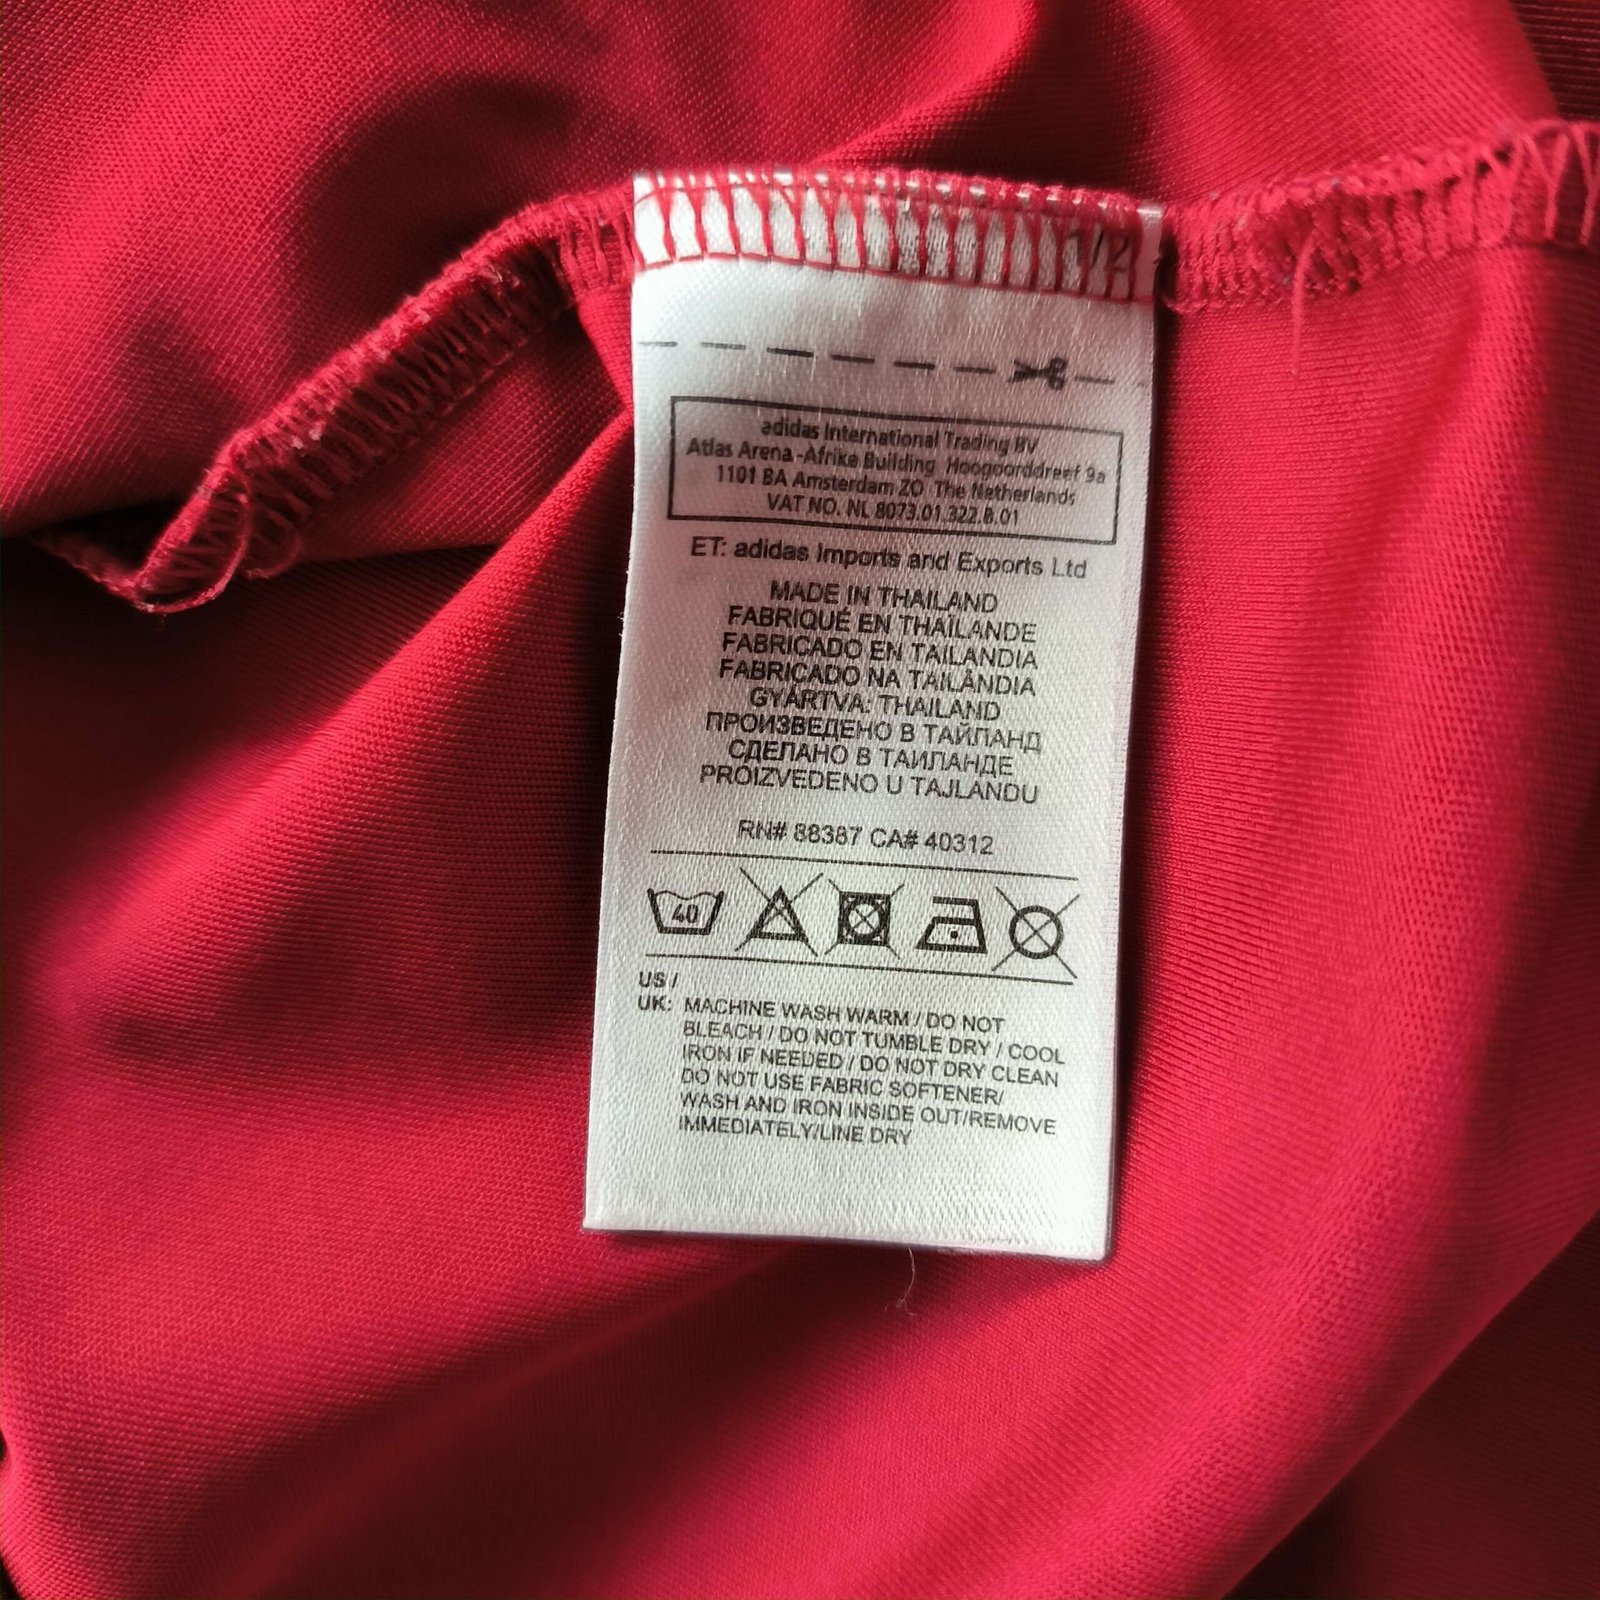 1/2
adidas International Trading BV
Atlas Arena-Afrika Building Hoogoorddreef 9a
1101 BA Amsterdam ZO The Netherlands
VAT NO. NL 8073.01.322.B.01
ET: adidas Imports and Exports Ltd
MADE IN THAILAND
FABRIQUÉ EN THAÏLANDE
FABRICADO EN TAILANDIA
FABRICADO NA TAILÂNDIA
GYÁRTVA: THAILAND
ПРОИЗВЕДЕНО В ТАЙЛАНД
СДЕЛАНО В ТАИЛАНДЕ
PROIZVEDENO U TAJLANDU
RN# 88387 CA# 40312
40
US /
UK: MACHINE WASH WARM / DO NOT
BLEACH / DO NOT TUMBLE DRY / COOL
IRON IF NEEDED / DO NOT DRY CLEAN
DO NOT USE FABRIC SOFTENER/
WASH AND IRON INSIDE OUT/REMOVE
IMMEDIATELY/LINE DRY